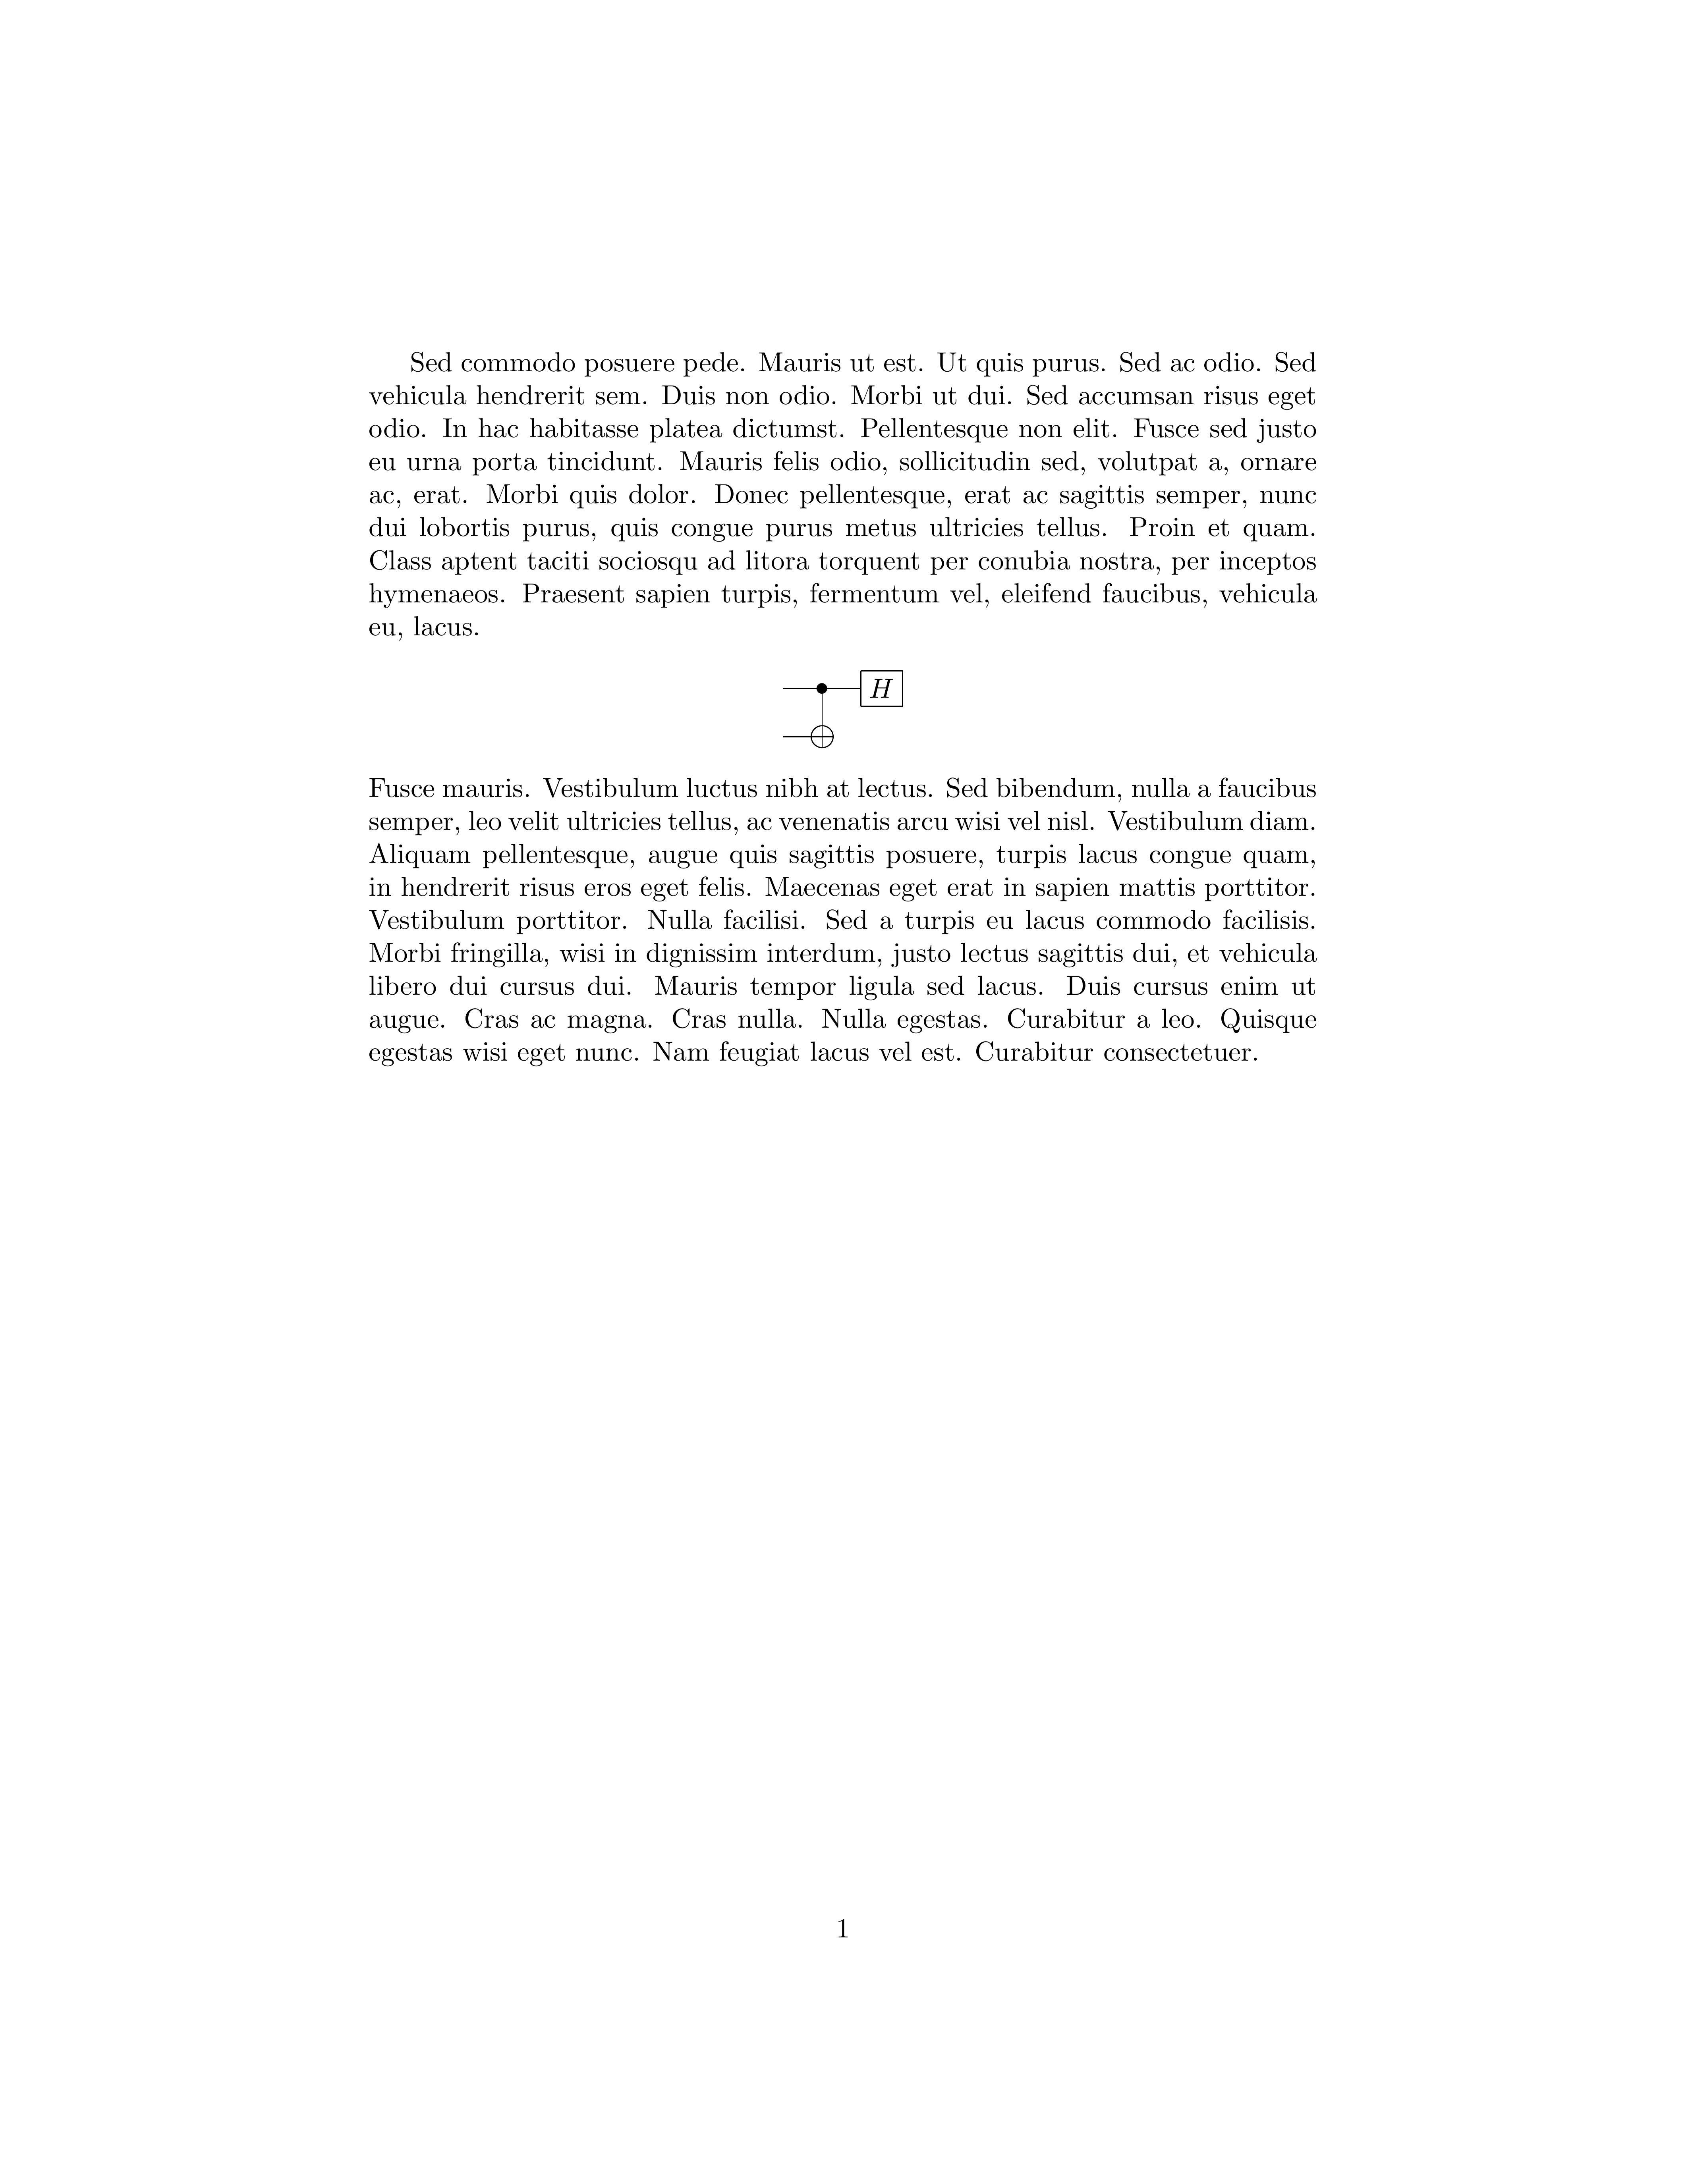 Sed commodo posuere pede. Mauris ut est. Ut quis purus. Sed ac odio. Sed
vehicula hendrerit sem. Duis non odio. Morbi ut dui. Sed accumsan risus eget
odio. In hac habitasse platea dictumst. Pellentesque non elit. Fusce sed justo
eu urna porta tincidunt. Mauris felis odio, sollicitudin sed, volutpat a, ornare
ac, erat. Morbi quis dolor. Donec pellentesque, erat ac sagittis semper, nunc
dui lobortis purus, quis congue purus metus ultricies tellus. Proin et quam.
Class aptent taciti sociosqu ad litora torquent per conubia nostra, per inceptos
hymenaeos. Praesent sapien turpis, fermentum vel, eleifend faucibus, vehicula
eu, lacus.
H
Fusce mauris. Vestibulum luctus nibh at lectus. Sed bibendum, nulla a faucibus
semper, leo velit ultricies tellus, ac venenatis arcu wisi vel nisl. Vestibulum diam.
Aliquam pellentesque, augue quis sagittis posuere, turpis lacus congue quam,
in hendrerit risus eros eget felis. Maecenas eget erat in sapien mattis porttitor.
Vestibulum porttitor. Nulla facilisi. Sed a turpis eu lacus commodo facilisis.
Morbi fringilla, wisi in dignissim interdum, justo lectus sagittis dui, et vehicula
libero dui cursus dui. Mauris tempor ligula sed lacus. Duis cursus enim ut
augue. Cras ac magna. Cras nulla. Nulla egestas. Curabitur a leo. Quisque
egestas wisi eget nunc. Nam feugiat lacus vel est. Curabitur consectetuer.
1